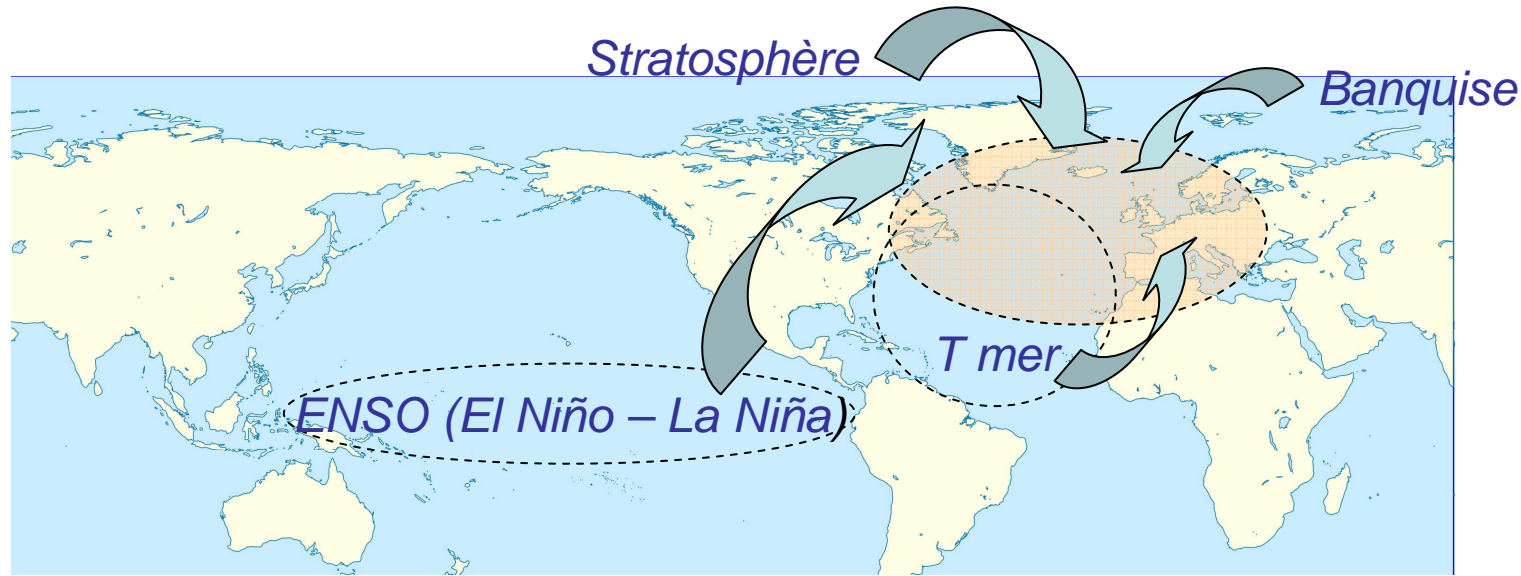 Stratosphère
Banquise
T mer
ENSO (El Niño – La Niña)